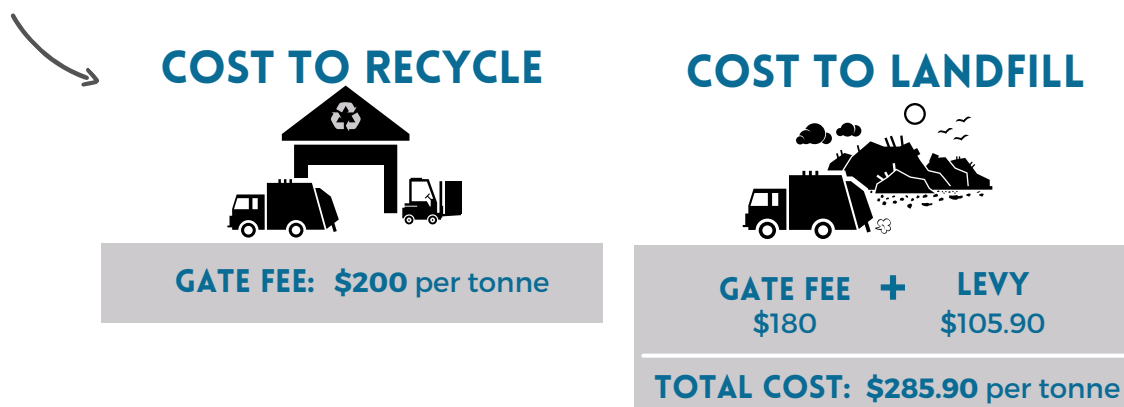 COST TO RECYCLE
GATE FEE: $200 per tonne
COST TO LANDFILL
GATE FEE + LEVY
$180 $105.90
TOTAL COST: $285.90 per tonne